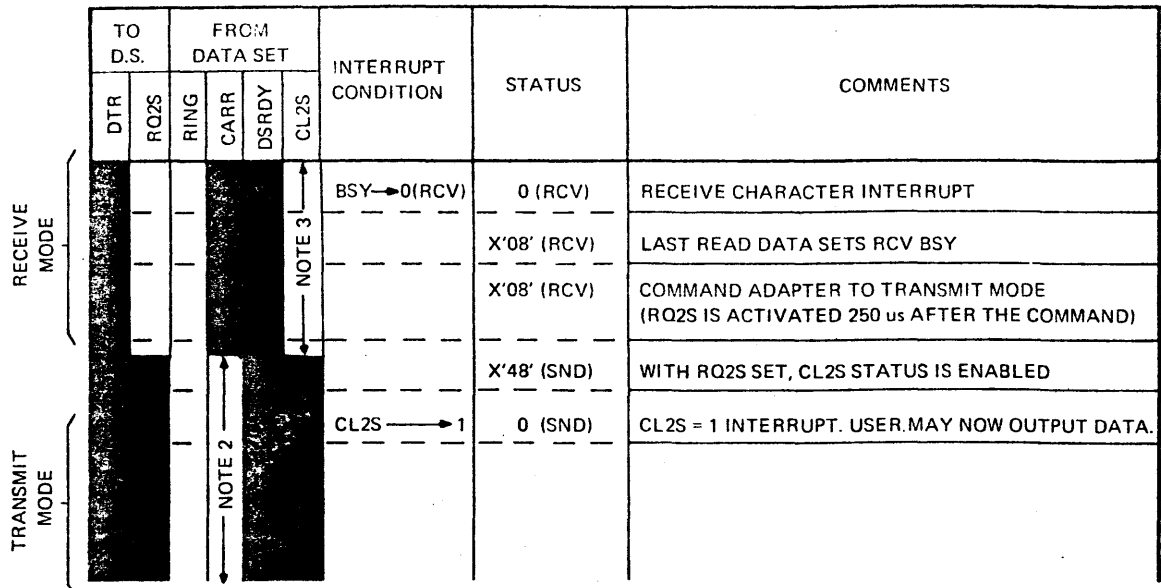 TO D.S.
FROM DATA SET
INTERRUPT CONDITION
STATUS
COMMENTS
DTR
RQ2S
RING
CARR
DSRDY
CL2S
RECEIVE MODE
BSY→0(RCV)
0 (RCV)
RECEIVE CHARACTER INTERRUPT
NOTE 3
X'08' (RCV)
LAST READ DATA SETS RCV BSY
X'08' (RCV)
COMMAND ADAPTER TO TRANSMIT MODE
(RQ2S IS ACTIVATED 250 us AFTER THE COMMAND)
X'48' (SND)
WITH RQ2S SET, CL2S STATUS IS ENABLED
TRANSMIT MODE
NOTE 2
CL2S→1
0 (SND)
CL2S = 1 INTERRUPT. USER.MAY NOW OUTPUT DATA.